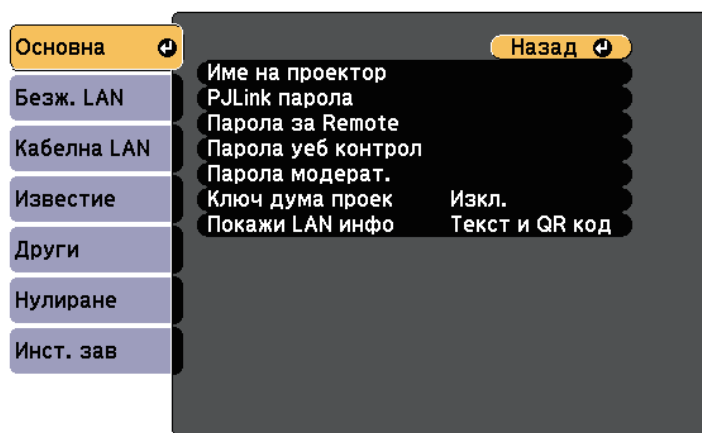 Основна
Безж. LAN
Кабелна LAN
Известие
Други
Нулиране
Инст. зав
Назад
Име на проектор
PJLink парола
Парола за Remote
Парола уеб контрол
Парола модерат.
Ключ дума проек Изкл.
Покажи LAN инфо Текст и QR код